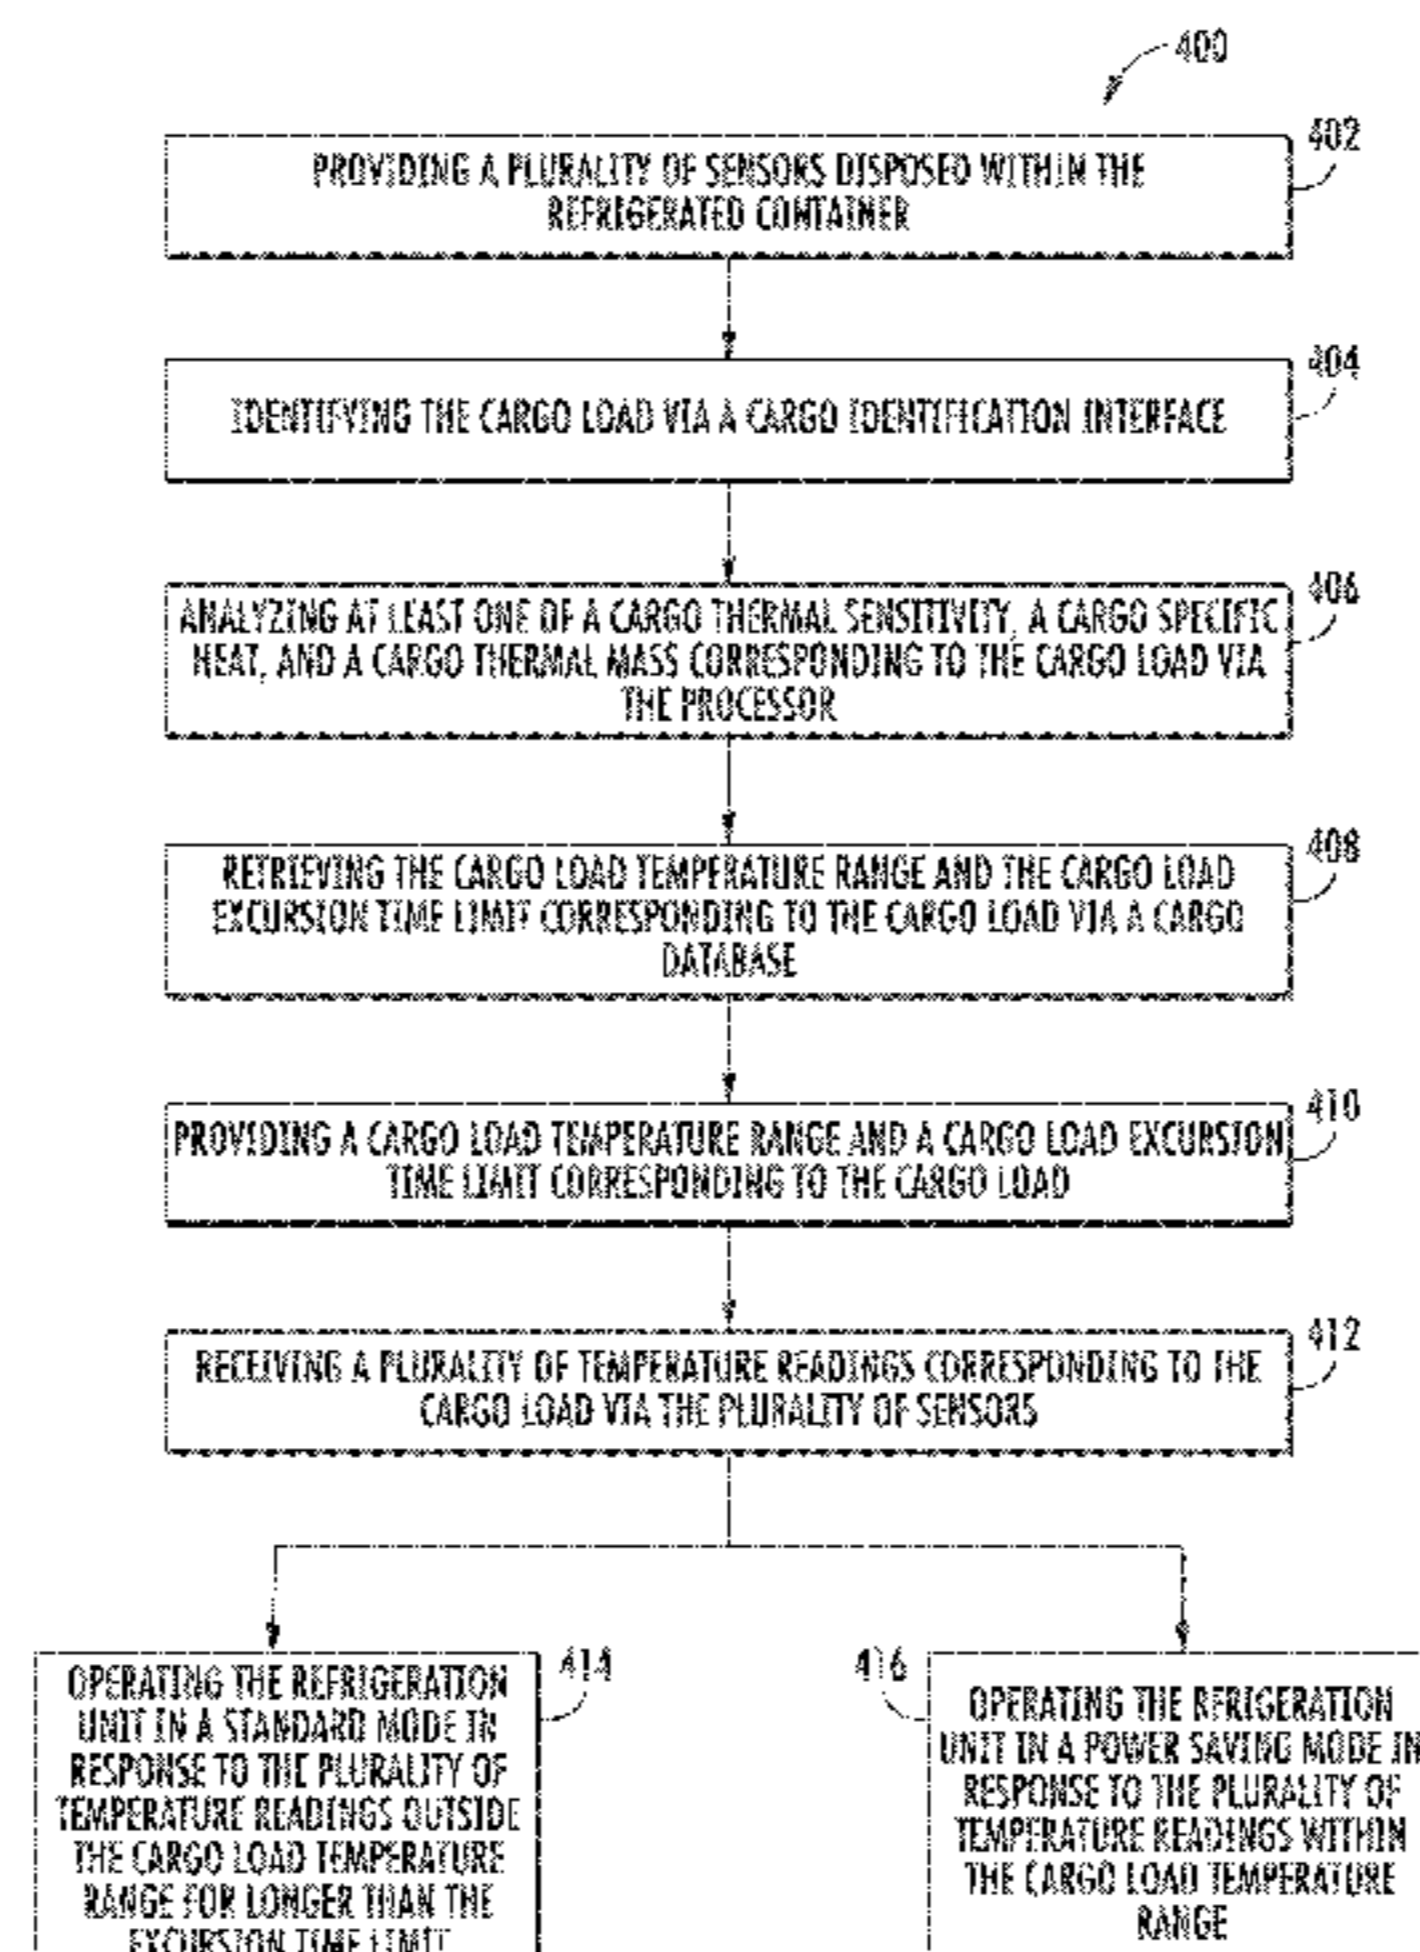 400
402
PROVIDING A PLURALITY OF SENSORS DISPOSED WITHIN THE
REFRIGERATED CONTAINER
404
IDENTIFYING THE CARGO LOAD VIA A CARGO IDENTIFICATION INTERFACE
406
ANALYZING AT LEAST ONE OF A CARGO THERMAL SENSITIVITY, A CARGO SPECIFIC
HEAT, AND A CARGO THERMAL MASS CORRESPONDING TO THE CARGO LOAD VIA
THE PROCESSOR
408
RETRIEVING THE CARGO LOAD TEMPERATURE RANGE AND THE CARGO LOAD
EXCURSION TIME LIMIT CORRESPONDING TO THE CARGO LOAD VIA A CARGO
DATABASE
410
PROVIDING A CARGO LOAD TEMPERATURE RANGE AND A CARGO LOAD EXCURSION
TIME LIMIT CORRESPONDING TO THE CARGO LOAD
412
RECEIVING A PLURALITY OF TEMPERATURE READINGS CORRESPONDING TO THE
CARGO LOAD VIA THE PLURALITY OF SENSORS
414
OPERATING THE REFRIGERATION
UNIT IN A STANDARD MODE IN
RESPONSE TO THE PLURALITY OF
TEMPERATURE READINGS OUTSIDE
THE CARGO LOAD TEMPERATURE
RANGE FOR LONGER THAN THE
EXCURSION TIME LIMIT
416
OPERATING THE RFRIGERATION
UNIT IN A POWER SAVING MODE IN
RESPONSE TO THE PLURALITY OF
TEMPERATURE READINGS WITHIN
THE CARGO LOAD TEMPERATURE
RANGE